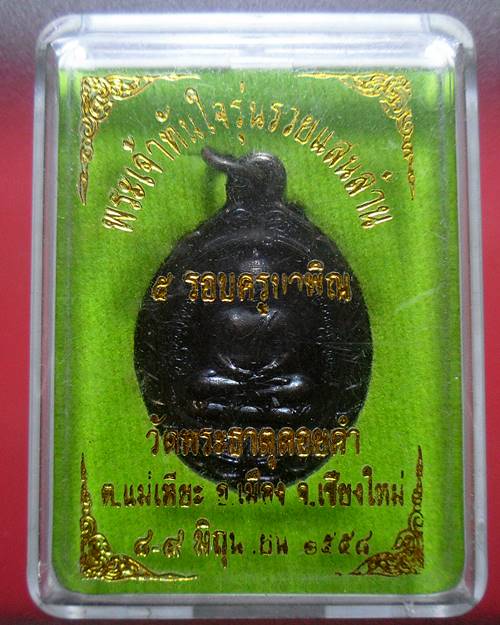 พระเจ้าทันใจรุ่นรวยแสนล้าน
๕ รอบครูบาพิณ
วัดพระธาตุดอยคำ
ต.แม่เหียะ อ.เมือง จ.เชียงใหม่
๘-๙ มิถุนายน ๒๕๕๘